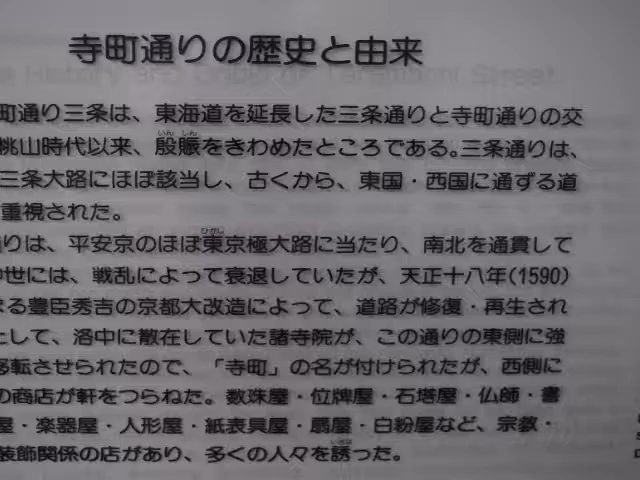 寺町通りの歴史と由来
History and Origin of Teramachi Street
町通り三条は、東海道を延長した三条通りと寺町通りの交
桃山時代以来、殷賑をきわめたところである。三条通りは、
三条大路にほぼ該当し、古くから、東国・西国に通ずる道
重視された。
りは、平安京のほぼ東京極大路に当たり、南北を通貫して
世には、戦乱によって衰退していたが、天正十八年(1590)
る豊臣秀吉の京都大改造によって、道路が修復・再生され
として、洛中に散在していた諸寺院が、この通りの東側に強
移転させられたので、「寺町」の名が付けられたが、西側に
の商店が軒をつらねた。数珠屋・位牌屋・石塔屋・仏師・書
屋・楽器屋・人形屋・紙表具屋・扇屋・白粉屋など、宗教・
装飾関係の店があり、多くの人々を誘った。